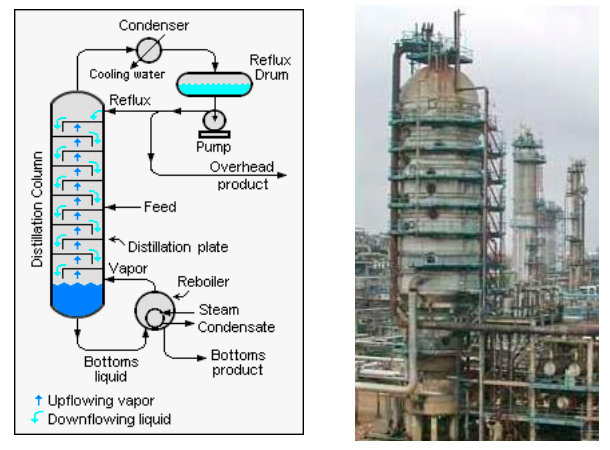 Condenser
Cooling water
Reflux
Drum
Reflux
Pump
Overhead
product
Distillation Column
Feed
Distillation plate
Vapor
Reboiler
Steam
Condensate
Bottoms
liquid
Bottoms
product
Upflowing vapor
Downflowing liquid